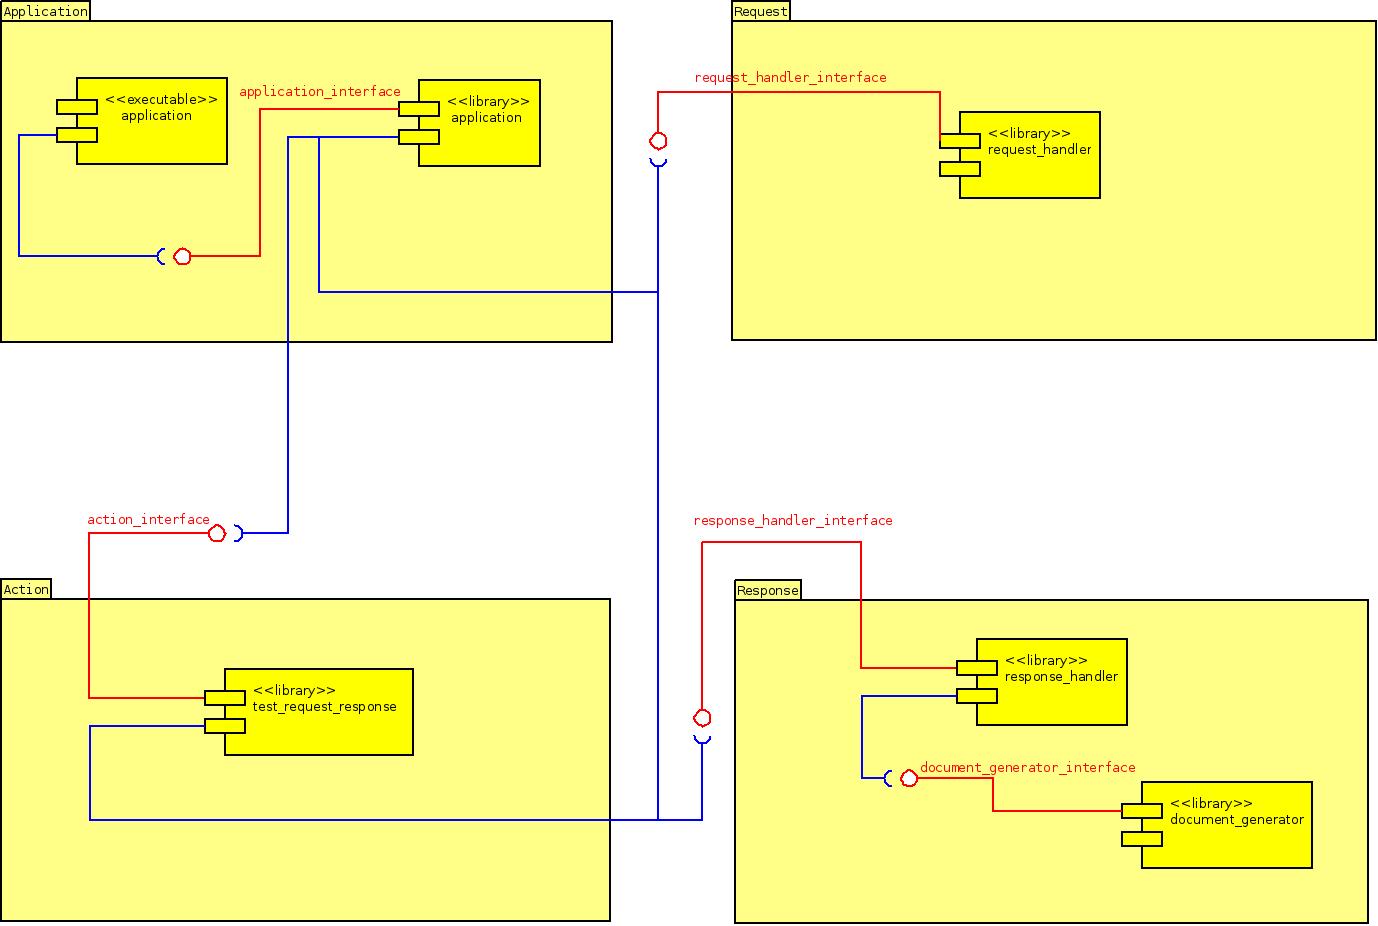 Application
Request
<<executable>>
application
application_interface
<<library>>
application
request_handler_interface
<<library>>
request_handler
action_interface
response_handler_interface
Action
Response
<<library>>
test_request_response
<<library>>
response_handler
document_generator_interface
<<library>>
document_generator